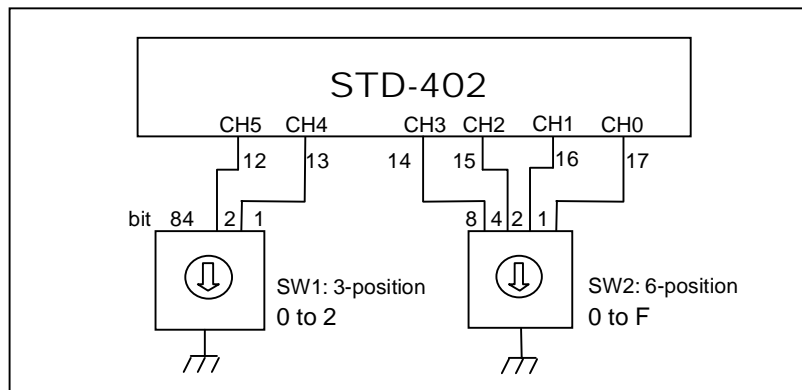 STD-402
CH5 CH4 CH3 CH2 CH1 CH0
12 13 14 15 16 17
bit 84 2 1 8 4 2 1
SW1: 3-position
0 to 2
SW2: 6-position
0 to F